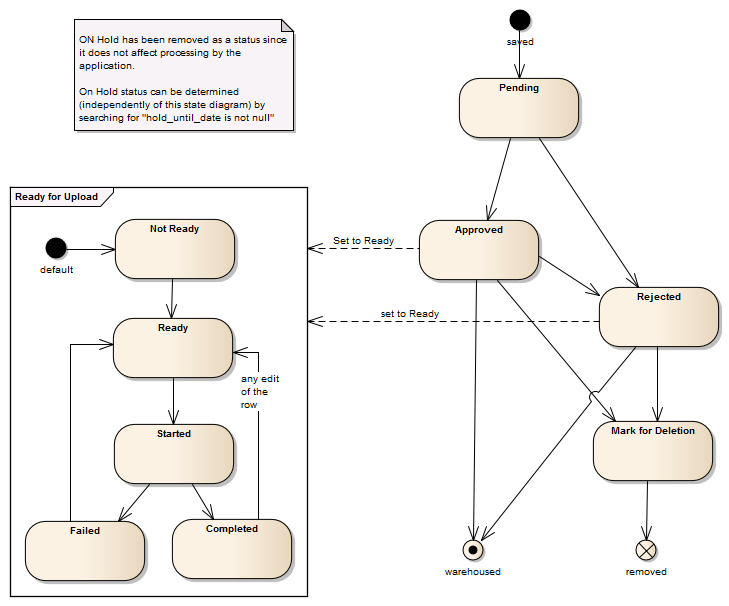 ON Hold has been removed as a status since
it does not affect processing by the
application.
On Hold status can be determined
(independently of this state diagram) by
searching for "hold_until_date is not null"
saved
Pending
Ready for Upload
Not Ready
default
Set to Ready
Approved
Rejected
set to Ready
Ready
any edit
of the
row
Started
Mark for Deletion
Failed
Completed
warehoused
removed